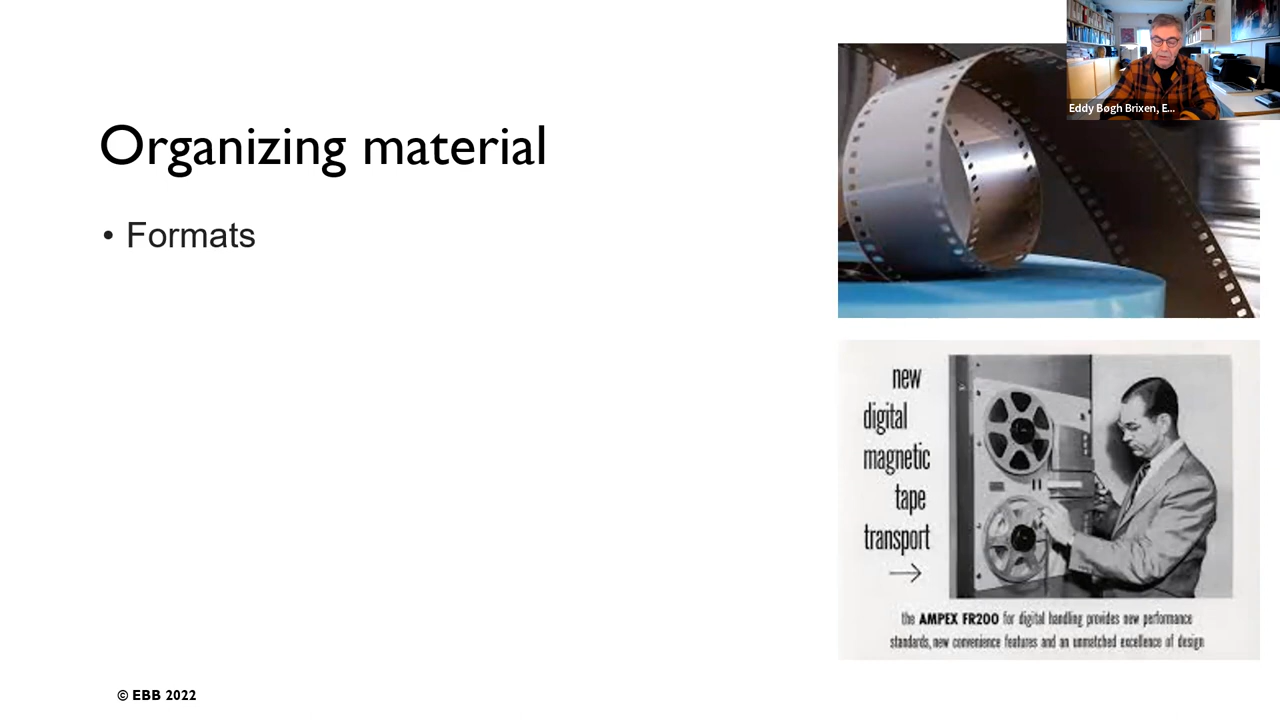 Organizing material
• Formats
Eddy Bøgh Brixen, E...
new
digital
magnetic
tape
transport
→
the AMPEX FR200 for digital handling provides new performance
standards, new convenience features and an unmatched excellence of design
© EBB 2022